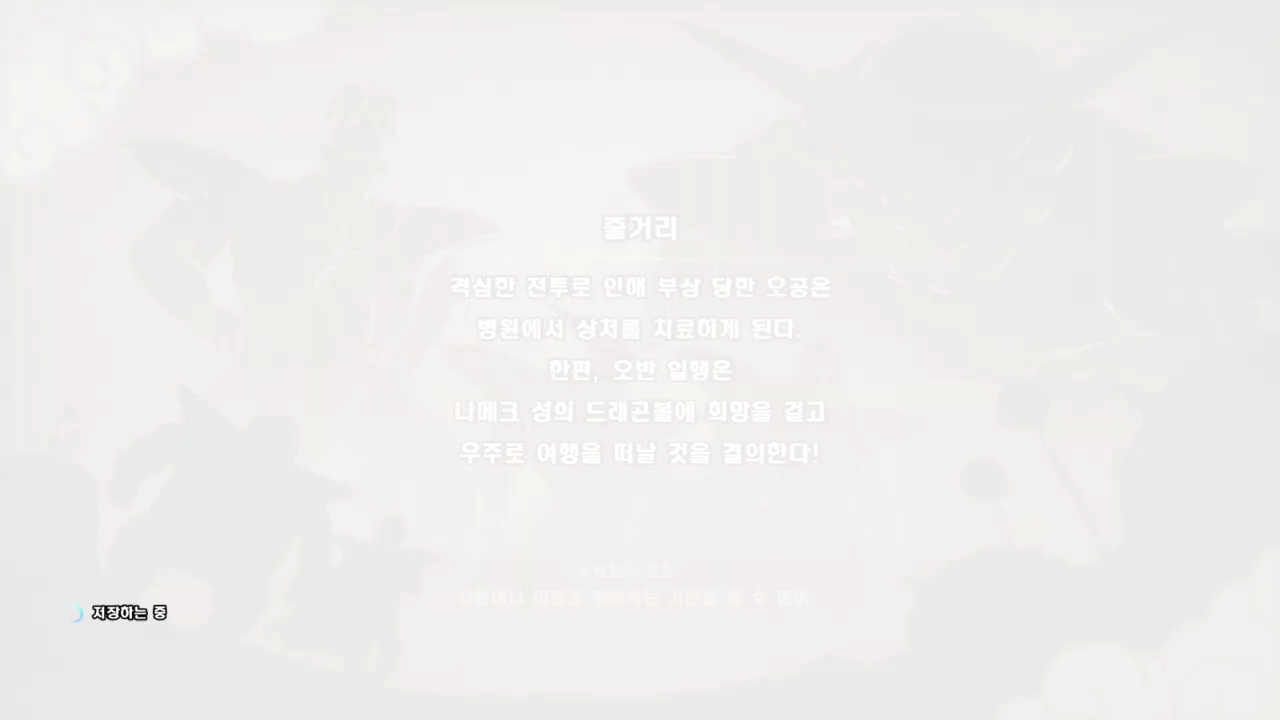 줄거리
격심한 전투로 인해 부상 당한 오공은
병원에서 상처를 치료하게 된다.
한편, 오반 일행은
나메크 성의 드래곤볼에 희망을 걸고
우주로 여행을 떠날 것을 결의한다!
저장하는 중